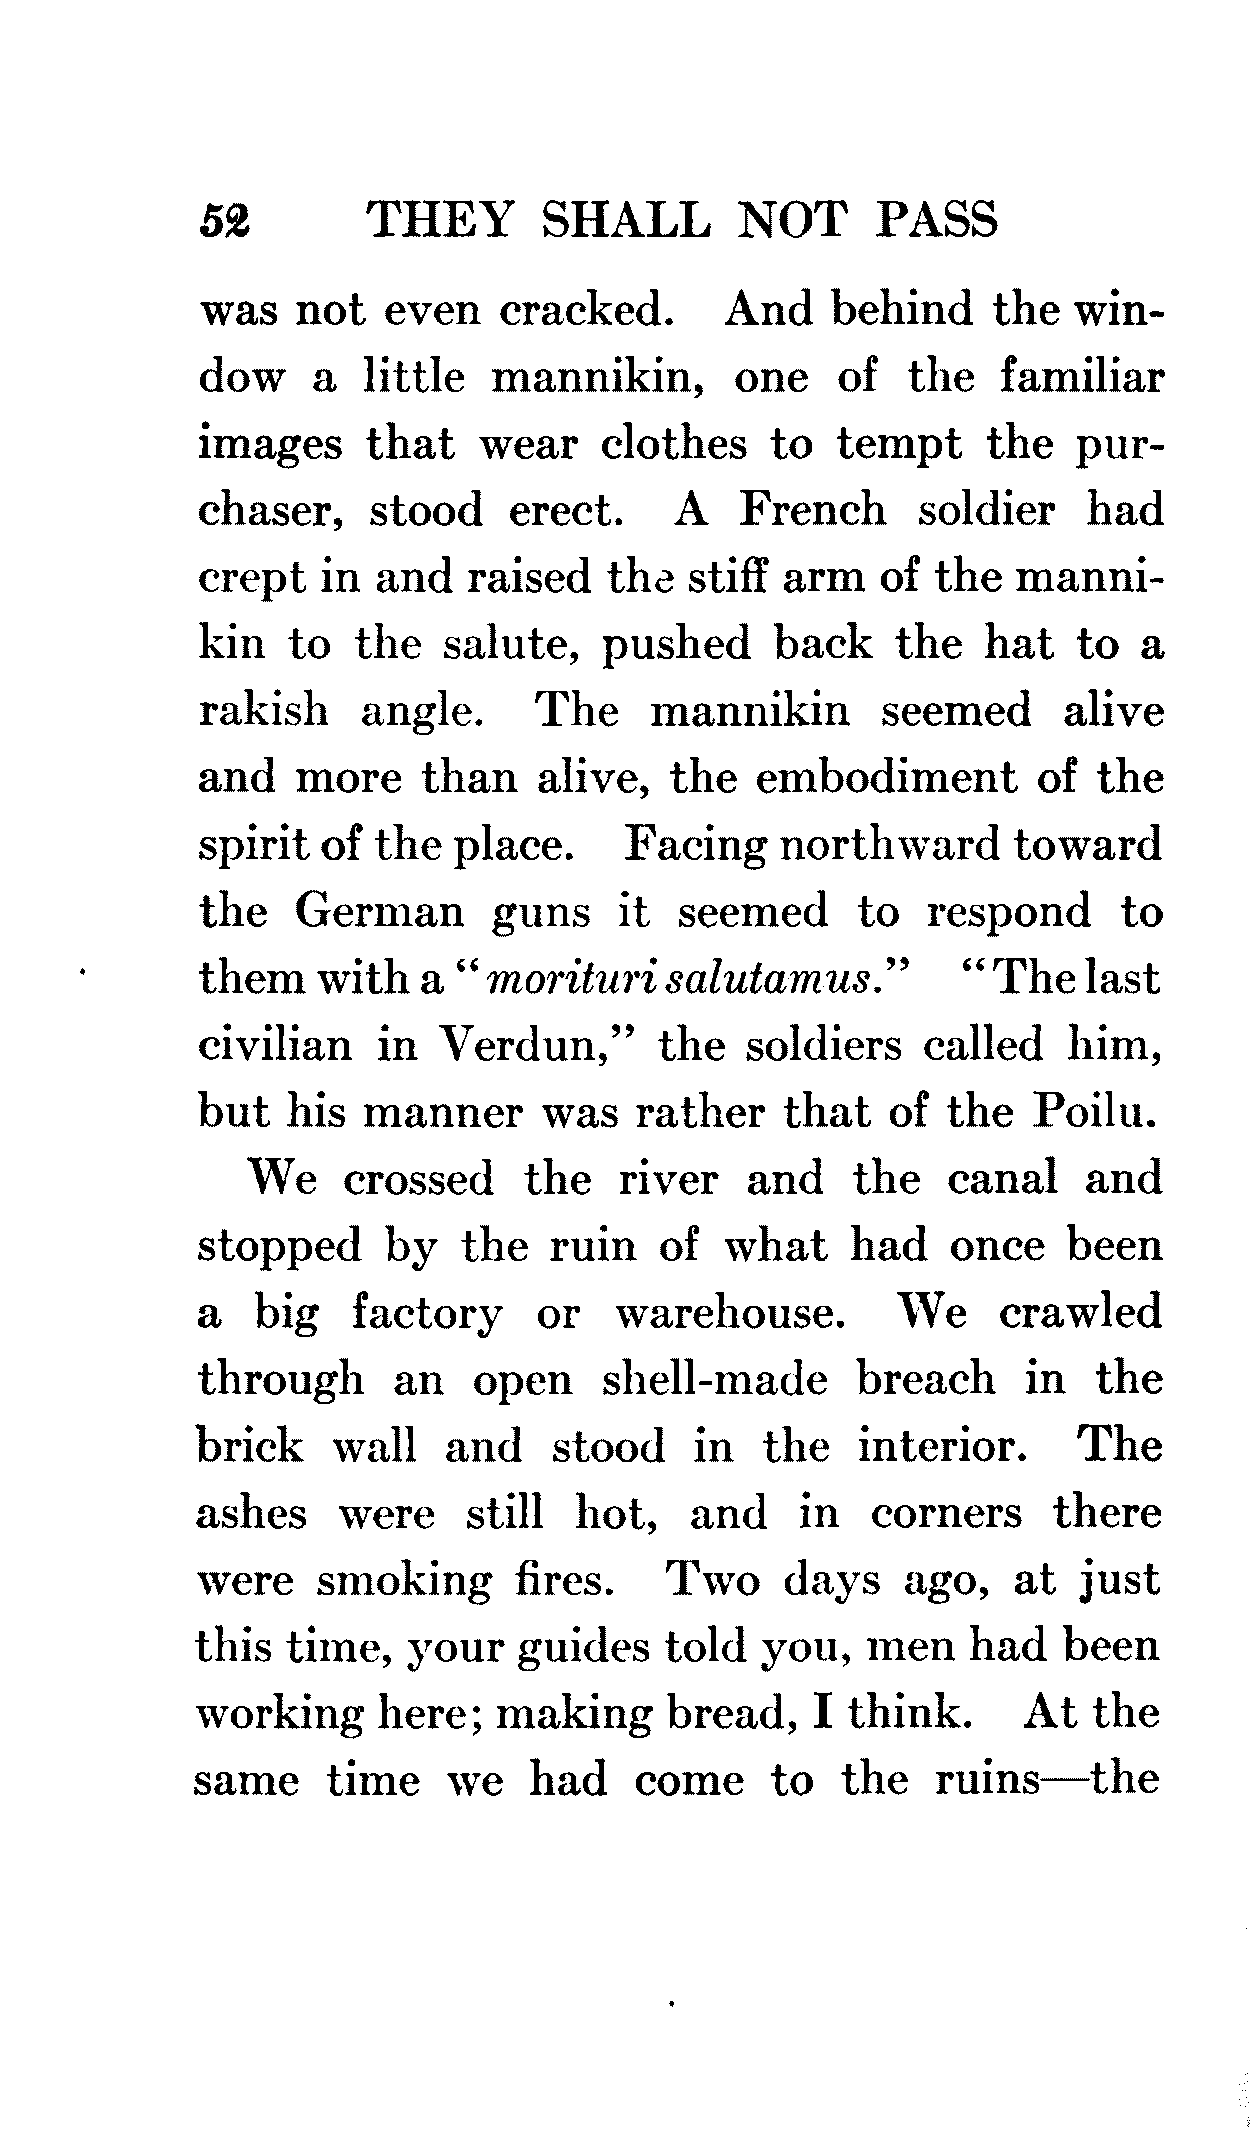 52 THEY SHALL NOT PASS
was not even cracked. And behind the win-
dow a little mannikin, one of the familiar
images that wear clothes to tempt the pur-
chaser, stood erect. A French soldier had
crept in and raised the stiff arm of the manni-
kin to the salute, pushed back the hat to a
rakish angle. The mannikin seemed alive
and more than alive, the embodiment of the
spirit of the place. Facing northward toward
the German guns it seemed to respond to
them with a "morituri salutamus." "The last
civilian in Verdun," the soldiers called him,
but his manner was rather that of the Poilu.
We crossed the river and the canal and
stopped by the ruin of what had once been
a big factory or warehouse. We crawled
through an open shell-made breach in the
brick wall and stood in the interior. The
ashes were still hot, and in corners there
were smoking fires. Two days ago, at just
this time, your guides told you, men had been
working here; making bread, I think. At the
same time we had come to the ruins—the